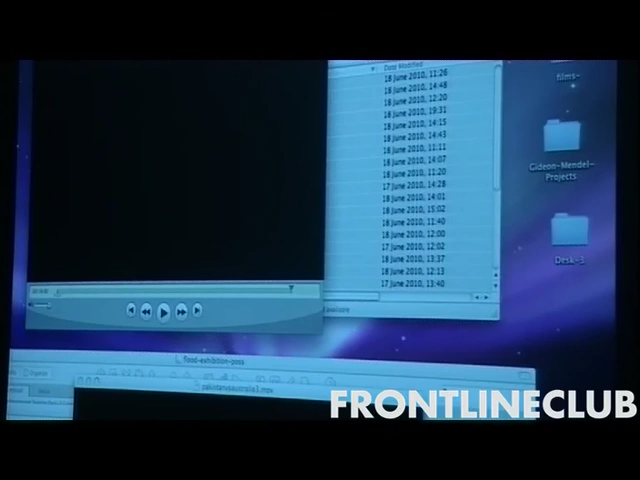 Date Modified
18 June 2010, 11:26
18 June 2010, 14:48
18 June 2010, 12:20
18 June 2010, 19:31
18 June 2010, 14:15
18 June 2010, 14:43
18 June 2010, 11:11
18 June 2010, 14:07
18 June 2010, 11:20
17 June 2010, 14:28
18 June 2010, 14:01
18 June 2010, 15:02
18 June 2010, 11:40
18 June 2010, 12:00
17 June 2010, 12:02
18 June 2010, 13:37
18 June 2010, 12:13
17 June 2010, 13:40
available
films-
Gideon-Mendel-
Projects
Desk-3
Organize
FRONTLINECLUB